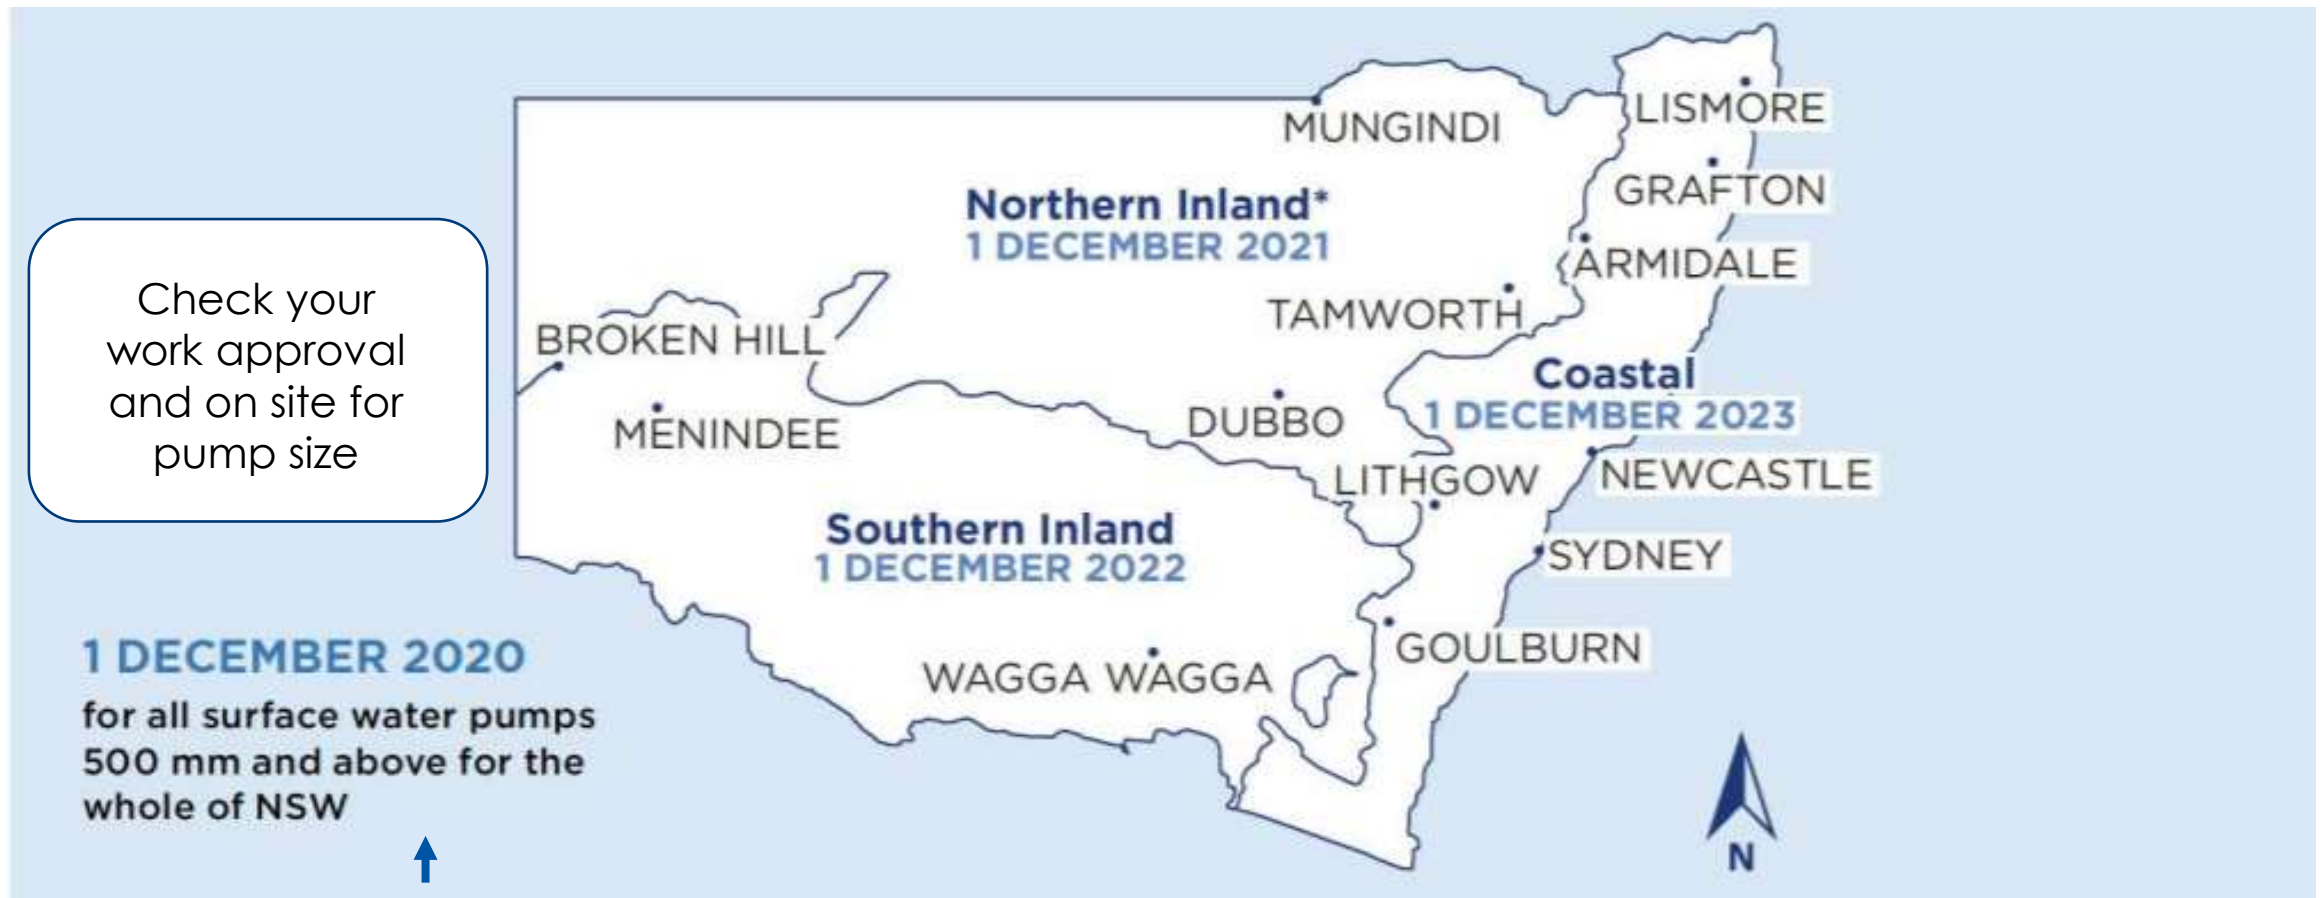 MUNGINDI
LISMORE
GRAFTON
Northern Inland*
1 DECEMBER 2021
ARMIDALE
TAMWORTH
BROKEN HILL
MENINDEE
DUBBO
Coastal
1 DECEMBER 2023
LITHGOW
NEWCASTLE
Southern Inland
1 DECEMBER 2022
SYDNEY
GOULBURN
WAGGA WAGGA
Check your
work approval
and on site for
pump size
1 DECEMBER 2020
for all surface water pumps
500 mm and above for the
whole of NSW
N